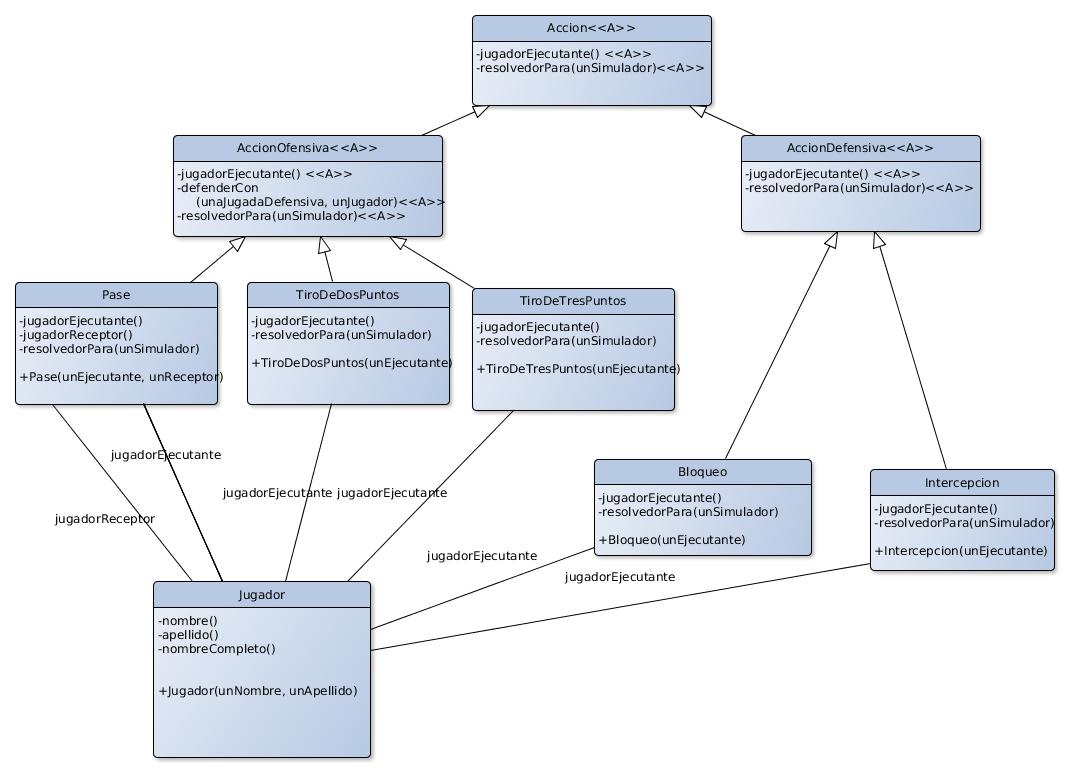 Accion<<A>>
-jugadorEjecutante() <<A>>
-resolvedorPara(unSimulador)<<A>>
AccionOfensiva<<A>>
-jugadorEjecutante() <<A>>
-defenderCon
(unaJugadaDefensiva, unJugador)<<A>>
-resolvedorPara(unSimulador)<<A>>
AccionDefensiva<<A>>
-jugadorEjecutante() <<A>>
-resolvedorPara(unSimulador)<<A>>
Pase
-jugadorEjecutante()
-jugadorReceptor()
-resolvedorPara(unSimulador)
+Pase(unEjecutante, unReceptor)
TiroDeDosPuntos
-jugadorEjecutante()
-resolvedorPara(unSimulador)
+TiroDeDosPuntos(unEjecutante)
TiroDeTresPuntos
-jugadorEjecutante()
-resolvedorPara(unSimulador)
+TiroDeTresPuntos(unEjecutante)
jugadorEjecutante
jugadorReceptor
jugadorEjecutante
jugadorEjecutante
Bloqueo
-jugadorEjecutante()
-resolvedorPara(unSimulador)
+Bloqueo(unEjecutante)
Intercepcion
-jugadorEjecutante()
-resolvedorPara(unSimulador)
+Intercepcion(unEjecutante)
jugadorEjecutante
jugadorEjecutante
Jugador
-nombre()
-apellido()
-nombreCompleto()
+Jugador(unNombre, unApellido)